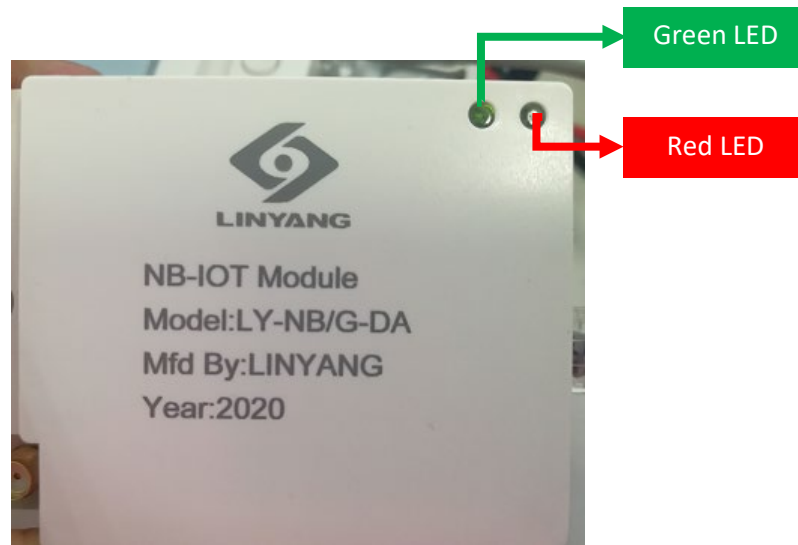 Green LED
Red LED
LINYANG
NB-IOT Module
Model:LY-NB/G-DA
Mfd By:LINYANG
Year:2020